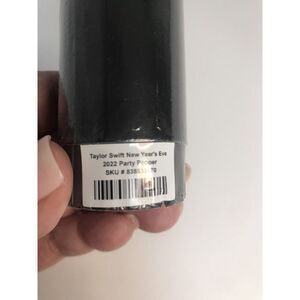 Taylor Swift New Year's Eve
2022 Party Popper
SKU #